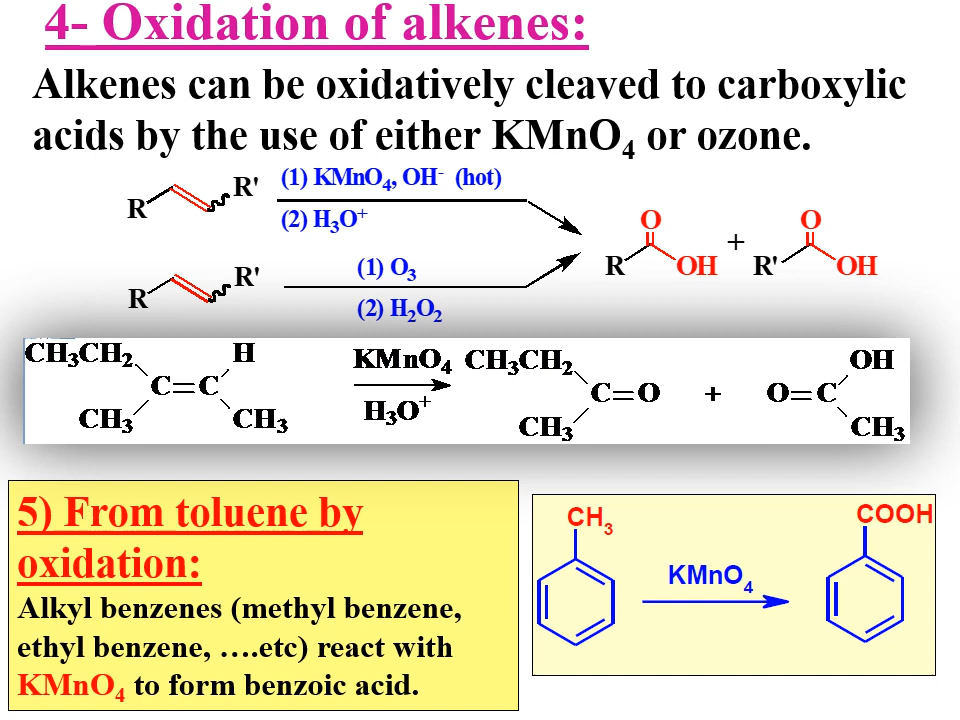 4- Oxidation of alkenes:
Alkenes can be oxidatively cleaved to carboxylic
acids by the use of either KMnO₄ or ozone.
R R' (1) KMnO₄, OH⁻ (hot)
(2) H₃O⁺
O O
R OH + R' OH
R R' (1) O₃
(2) H₂O₂
CH₃CH₂ H KMnO₄ CH₃CH₂ OH
C=C C=O + O=C
CH₃ CH₃ H₃O⁺ CH₃ CH₃
5) From toluene by
oxidation:
Alkyl benzenes (methyl benzene,
ethyl benzene, ….etc) react with
KMnO₄ to form benzoic acid.
CH₃ COOH
KMnO₄